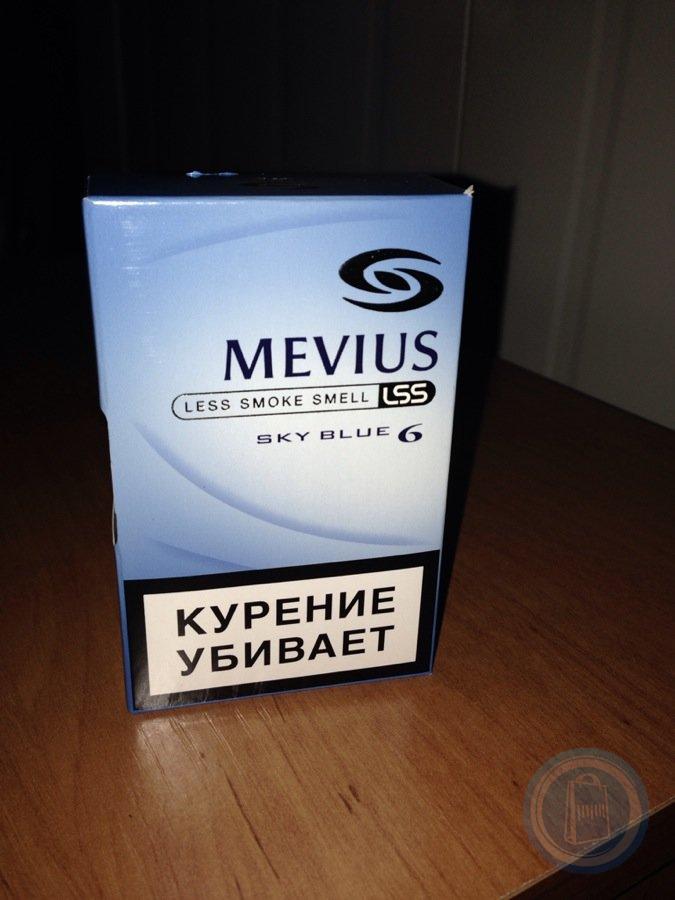 MEVIUS
LESS SMOKE SMELL LSS
SKY BLUE 6
КУРЕНИЕ
УБИВАЕТ